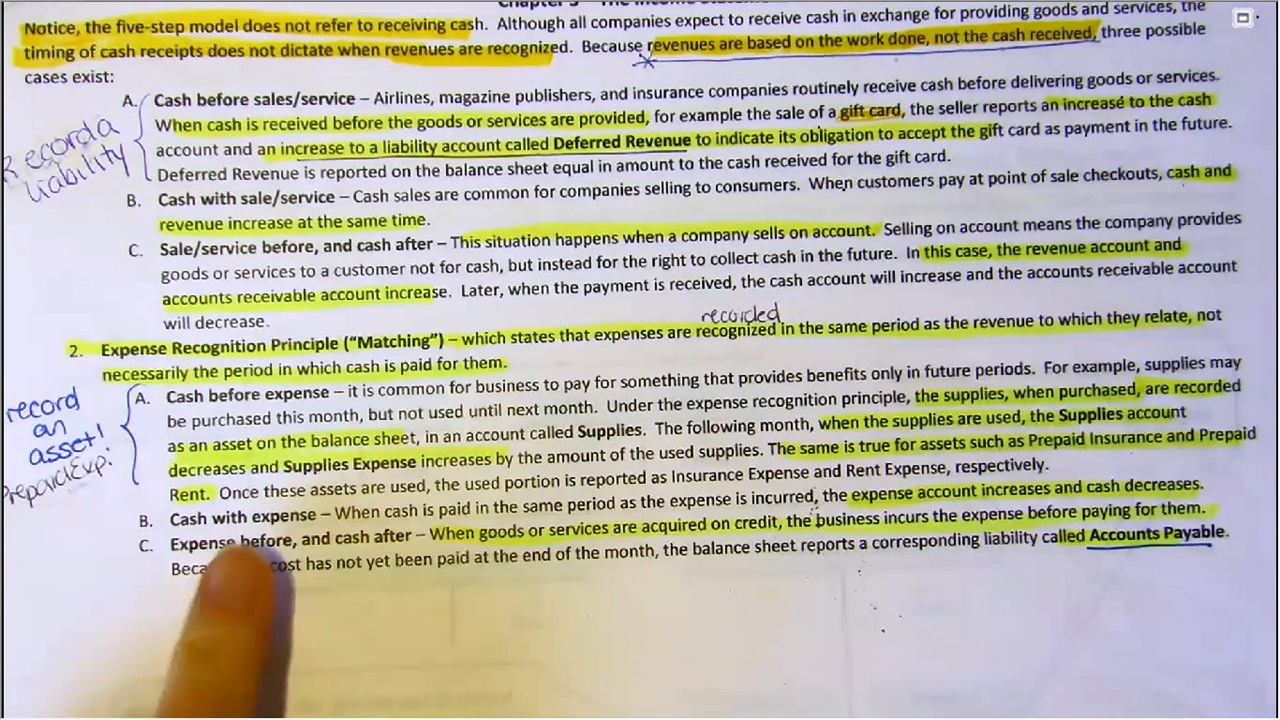 Chapter 3 – The Income Statement
Notice, the five-step model does not refer to receiving cash. Although all companies expect to receive cash in exchange for providing goods and services, the
timing of cash receipts does not dictate when revenues are recognized. Because revenues are based on the work done, not the cash received, three possible
cases exist:
A. Cash before sales/service – Airlines, magazine publishers, and insurance companies routinely receive cash before delivering goods or services.
When cash is received before the goods or services are provided, for example the sale of a gift card, the seller reports an increase to the cash
account and an increase to a liability account called Deferred Revenue to indicate its obligation to accept the gift card as payment in the future.
Deferred Revenue is reported on the balance sheet equal in amount to the cash received for the gift card.
Record a
liability
B. Cash with sale/service – Cash sales are common for companies selling to consumers. When customers pay at point of sale checkouts, cash and
revenue increase at the same time.
C. Sale/service before, and cash after – This situation happens when a company sells on account. Selling on account means the company provides
goods or services to a customer not for cash, but instead for the right to collect cash in the future. In this case, the revenue account and
accounts receivable account increase. Later, when the payment is received, the cash account will increase and the accounts receivable account
will decrease.
recorded
2. Expense Recognition Principle (“Matching”) – which states that expenses are recognized in the same period as the revenue to which they relate, not
necessarily the period in which cash is paid for them.
A. Cash before expense – it is common for business to pay for something that provides benefits only in future periods. For example, supplies may
be purchased this month, but not used until next month. Under the expense recognition principle, the supplies, when purchased, are recorded
as an asset on the balance sheet, in an account called Supplies. The following month, when the supplies are used, the Supplies account
decreases and Supplies Expense increases by the amount of the used supplies. The same is true for assets such as Prepaid Insurance and Prepaid
Rent. Once these assets are used, the used portion is reported as Insurance Expense and Rent Expense, respectively.
record
an
asset!
Prepaid Exp!
B. Cash with expense – When cash is paid in the same period as the expense is incurred, the expense account increases and cash decreases.
C. Expense before, and cash after – When goods or services are acquired on credit, the business incurs the expense before paying for them.
cost has not yet been paid at the end of the month, the balance sheet reports a corresponding liability called Accounts Payable.